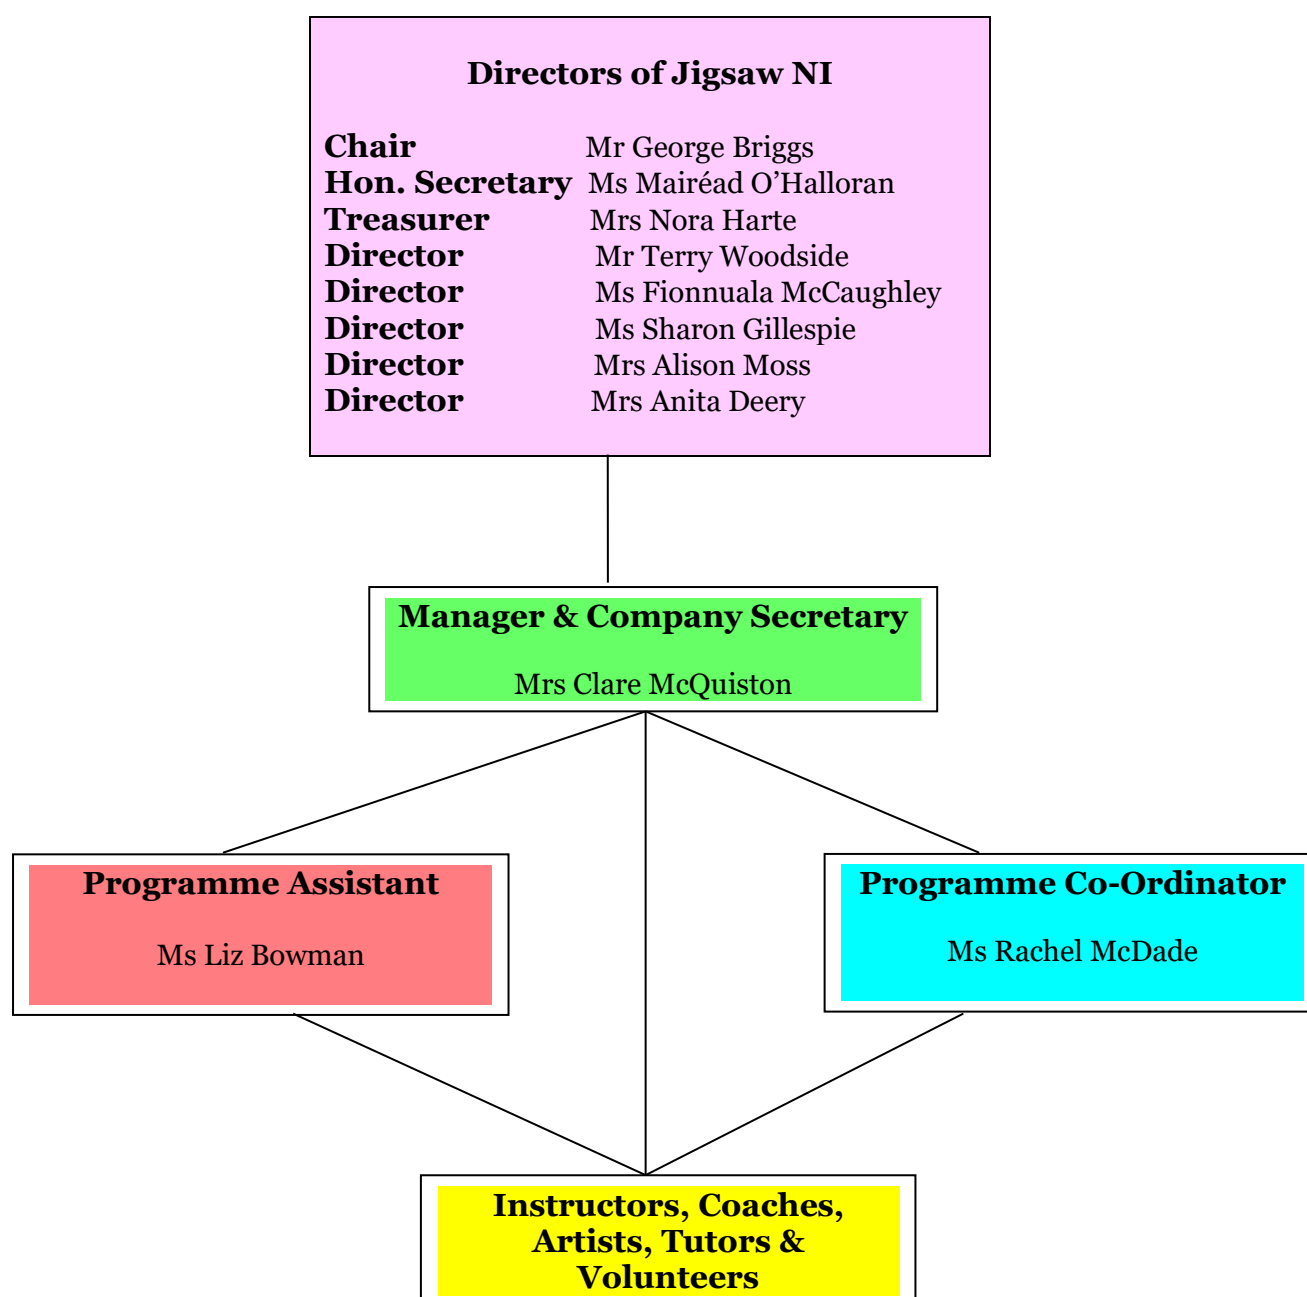 Directors of Jigsaw NI
Chair Mr George Briggs
Hon. Secretary Ms Mairéad O’Halloran
Treasurer Mrs Nora Harte
Director Mr Terry Woodside
Director Ms Fionnuala McCaughley
Director Ms Sharon Gillespie
Director Mrs Alison Moss
Director Mrs Anita Deery
Manager & Company Secretary
Mrs Clare McQuiston
Programme Assistant
Ms Liz Bowman
Programme Co-Ordinator
Ms Rachel McDade
Instructors, Coaches,
Artists, Tutors &
Volunteers